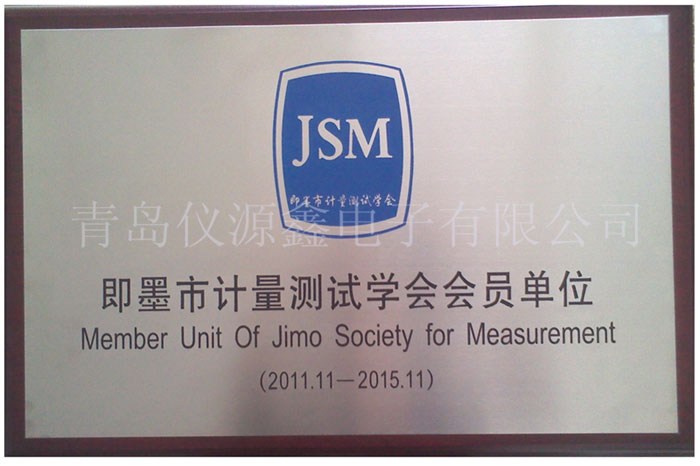 JSM
即墨市计量测试学会
青岛仪源鑫电子有限公司
即墨市计量测试学会会员单位
Member Unit Of Jimo Society for Measurement
(2011.11—2015.11)